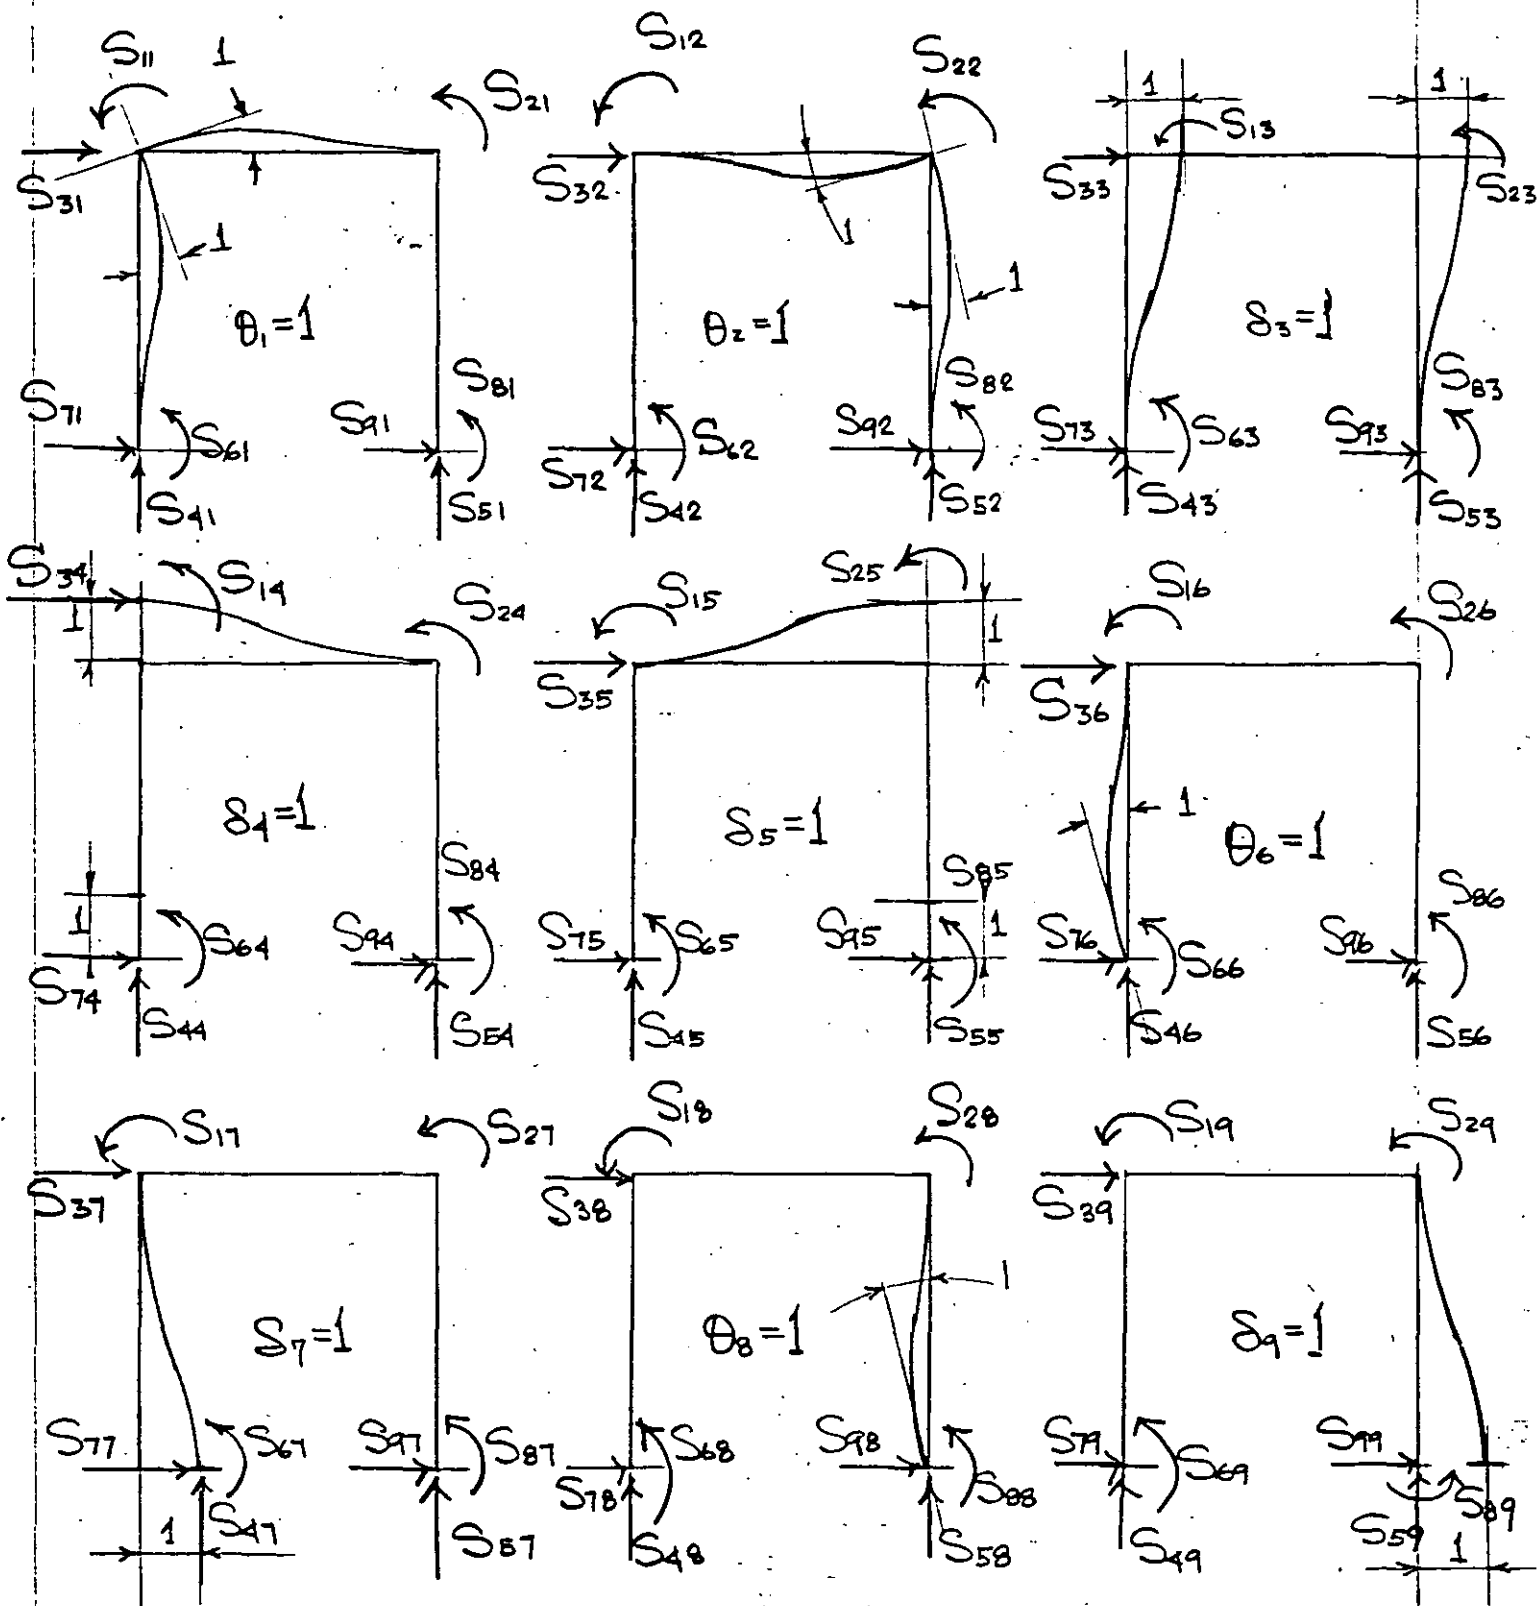 S11 1 S21
S31 1
θ1=1
S71 S61 S91 S81
S41 S51
S12 S22
S32 1 1
θ2=1
S72 S62 S92 S82
S42 S52
1 S13 1
S33 S23
δ3=1
S73 S63 S93 S83
S43 S53
S34 S14 S24
1
δ4=1
1 S84
S74 S64 S94
S44 S54
S15 S25
S35 1
δ5=1
S85
S75 S65 S95 1
S45 S55
S16 S26
S36
1
θ6=1
S76 S66 S96 S86
S46 S56
S17 S27
S37
δ7=1
S77 S67 S97 S87
1 S47 S57
S18 S28
S38
1
θ8=1
S78 S68 S98 S88
S48 S58
S19 S29
S39
δ9=1
S79 S69 S99 S89
S49 S59 1